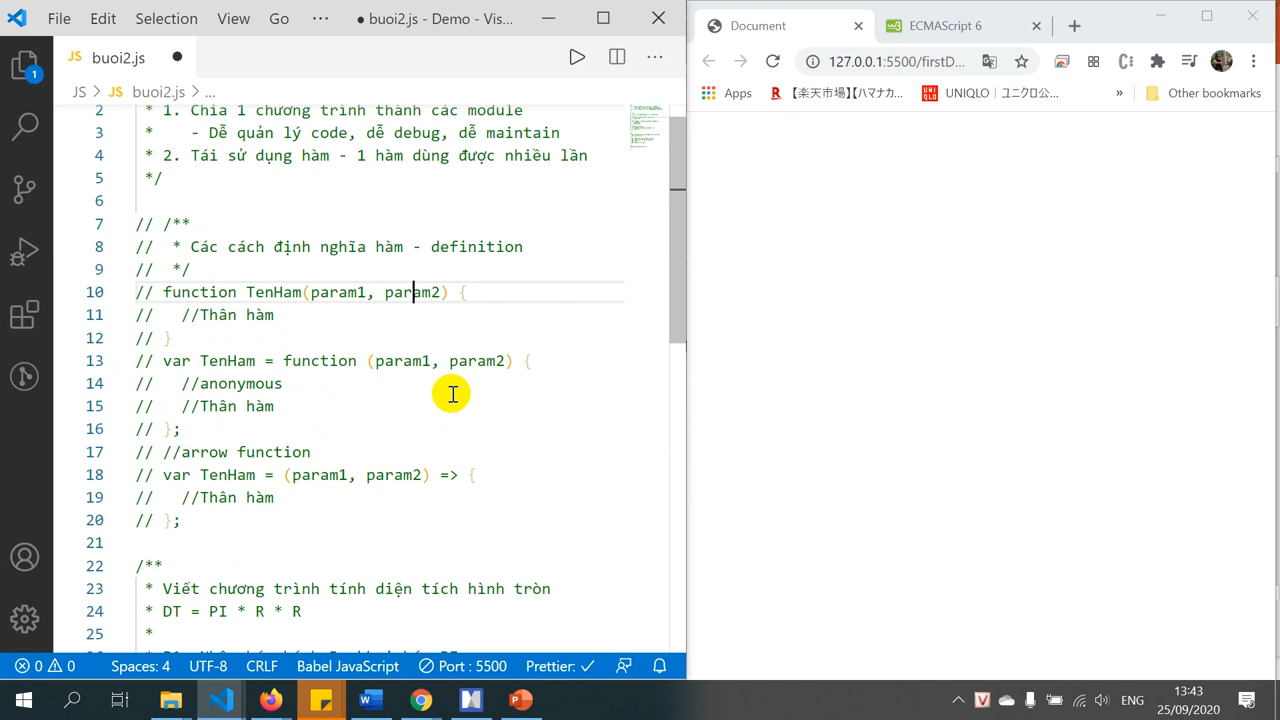 File Edit Selection View Go ··· ● buoi2.js - Demo - Vis...
JS buoi2.js ●
JS > JS buoi2.js > ...
2 * 1. Chia 1 chương trình thành các module
3 * - Dễ quản lý code, dễ debug, dễ maintain
4 * 2. Tái sử dụng hàm - 1 hàm dùng được nhiều lần
5 */
6
7 // /**
8 // * Các cách định nghĩa hàm - definition
9 // */
10 // function TenHam(param1, param2) {
11 // //Thân hàm
12 // }
13 // var TenHam = function (param1, param2) {
14 // //anonymous
15 // //Thân hàm
16 // };
17 // //arrow function
18 // var TenHam = (param1, param2) => {
19 // //Thân hàm
20 // };
21
22 /**
23 * Viết chương trình tính diện tích hình tròn
24 * DT = PI * R * R
25 *
1
0 0 Spaces: 4 UTF-8 CRLF Babel JavaScript Port : 5500 Prettier: ✓
Document ECMAScript 6
127.0.0.1:5500/firstD...
Apps 【楽天市場】【ハマナカ... UNIQLO | ユニクロ公... » Other bookmarks
ENG 13:43
25/09/2020